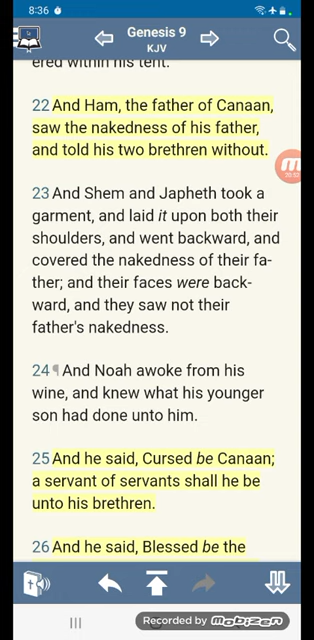 8:36
Genesis 9
KJV
ered within his tent.
22 And Ham, the father of Canaan,
saw the nakedness of his father,
and told his two brethren without.
23 And Shem and Japheth took a
garment, and laid it upon both their
shoulders, and went backward, and
covered the nakedness of their fa-
ther; and their faces were back-
ward, and they saw not their
father's nakedness.
24 ¶ And Noah awoke from his
wine, and knew what his younger
son had done unto him.
25 And he said, Cursed be Canaan;
a servant of servants shall he be
unto his brethren.
26 And he said, Blessed be the
Recorded by mobizen